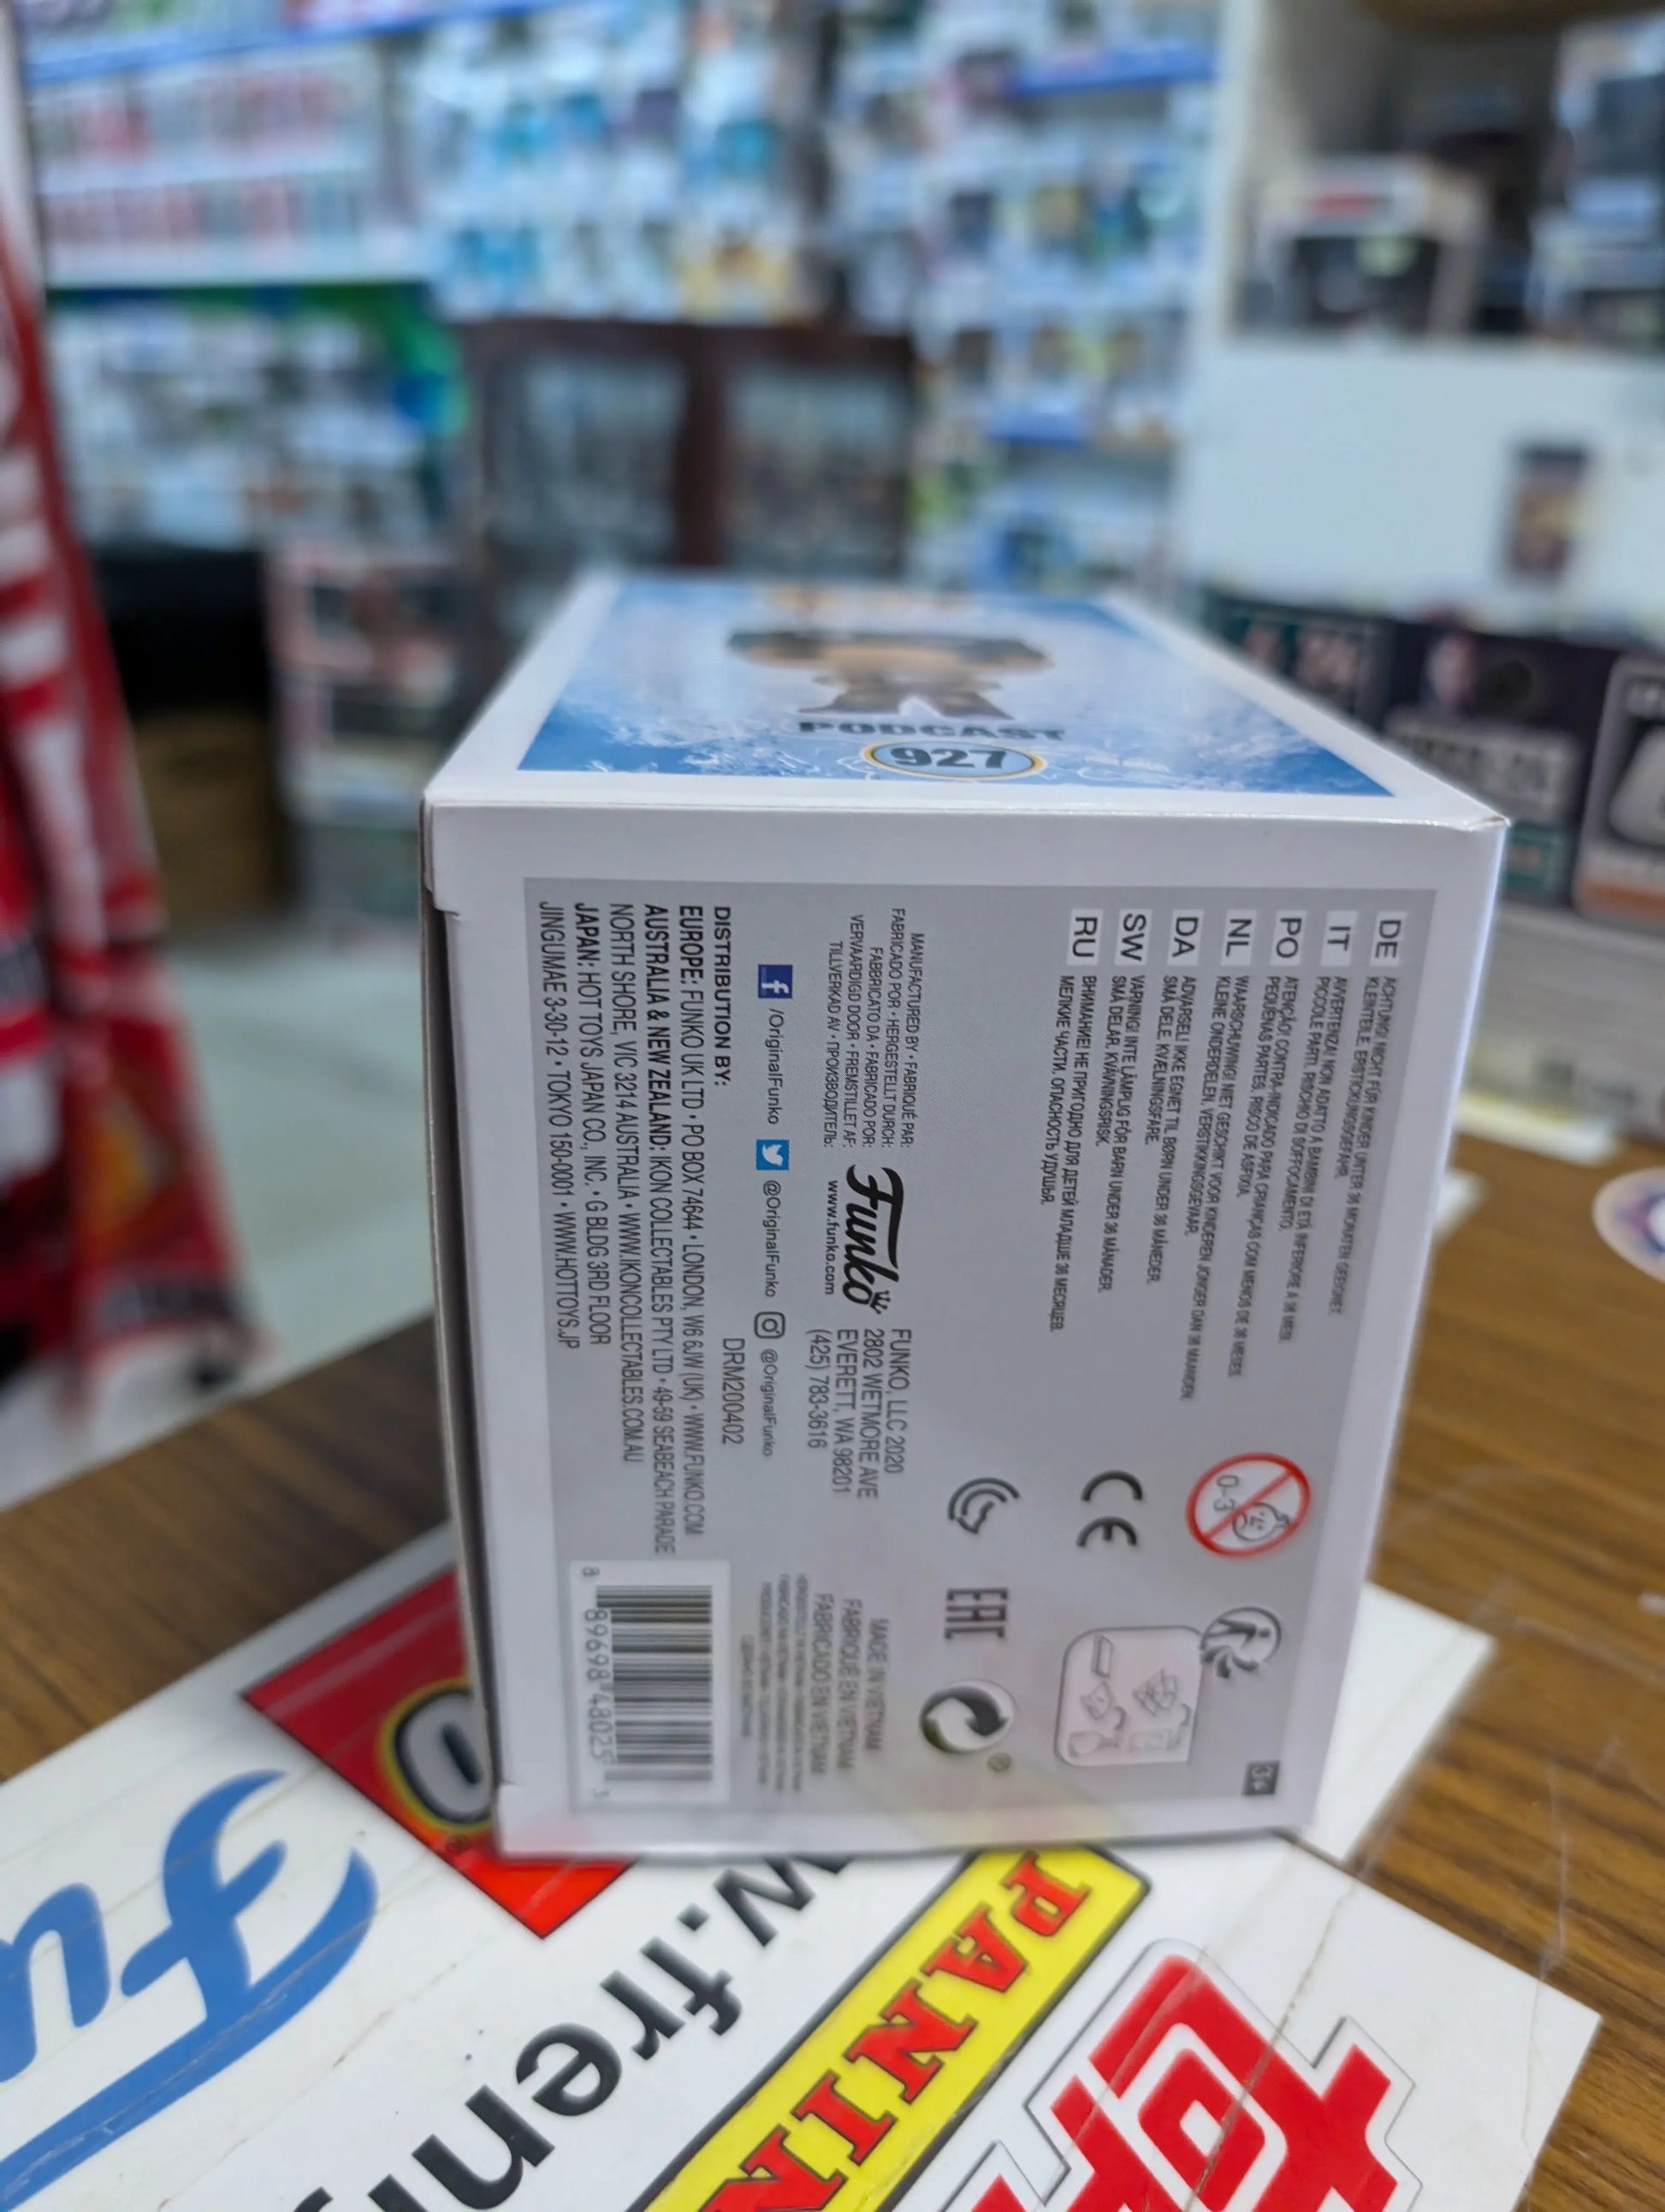 PODCAST
927
DE ACHTUNG! NICHT FÜR KINDER UNTER 36 MONATEN GEEIGNET.
KLEINTEILE. ERSTICKUNGSGEFAHR.
IT AVVERTENZA! NON ADATTO A BAMBINI DI ETÀ INFERIORE A 36 MESI.
PICCOLE PARTI. RISCHIO DI SOFFOCAMENTO.
PO ATENÇÃO! CONTRA-INDICADO PARA CRIANÇAS COM MENOS DE 36 MESES.
PEQUENAS PARTES. RISCO DE ASFIXIA.
NL WAARSCHUWING! NIET GESCHIKT VOOR KINDEREN JONGER DAN 36 MAANDEN.
KLEINE ONDERDELEN. VERSTIKKINGSGEVAAR.
DA ADVARSEL! IKKE EGNET TIL BØRN UNDER 36 MÅNEDER.
SMÅ DELE. KVÆLNINGSFARE.
SW VARNING! INTE LÄMPLIG FÖR BARN UNDER 36 MÅNADER.
SMÅ DELAR. KVÄVNINGSRISK.
RU ВНИМАНИЕ! НЕ ПРИГОДНО ДЛЯ ДЕТЕЙ МЛАДШЕ 36 МЕСЯЦЕВ.
МЕЛКИЕ ЧАСТИ. ОПАСНОСТЬ УДУШЬЯ.
0-3
CE
EAC
MANUFACTURED BY • FABRIQUÉ PAR:
FABRICADO POR • HERGESTELLT DURCH:
FABBRICATO DA • FABRICADO POR:
VERVAARDIGD DOOR • FREMSTILLET AF:
TILLVERKAD AV • ПРОИЗВОДИТЕЛЬ:
Funko
www.funko.com
FUNKO, LLC 2020
2802 WETMORE AVE
EVERETT, WA 98201
(425) 783-3616
MADE IN VIETNAM
FABRIQUÉ EN VIETNAM
FABRICADO EN VIETNAM
/OriginalFunko @OriginalFunko @OriginalFunko
DRM200402
DISTRIBUTION BY:
EUROPE: FUNKO UK LTD • PO BOX 74644 • LONDON, W6 6JW (UK) • WWW.FUNKO.COM
AUSTRALIA & NEW ZEALAND: IKON COLLECTABLES PTY LTD • 49-59 SEABEACH PARADE
NORTH SHORE, VIC 3214 AUSTRALIA • WWW.IKONCOLLECTABLES.COM.AU
JAPAN: HOT TOYS JAPAN CO., INC. • G BLDG 3RD FLOOR
JINGUMAE 3-30-12 • TOKYO 150-0001 • WWW.HOTTOYS.JP
8 89698 48025 3
Fu
w.fren
PANIN